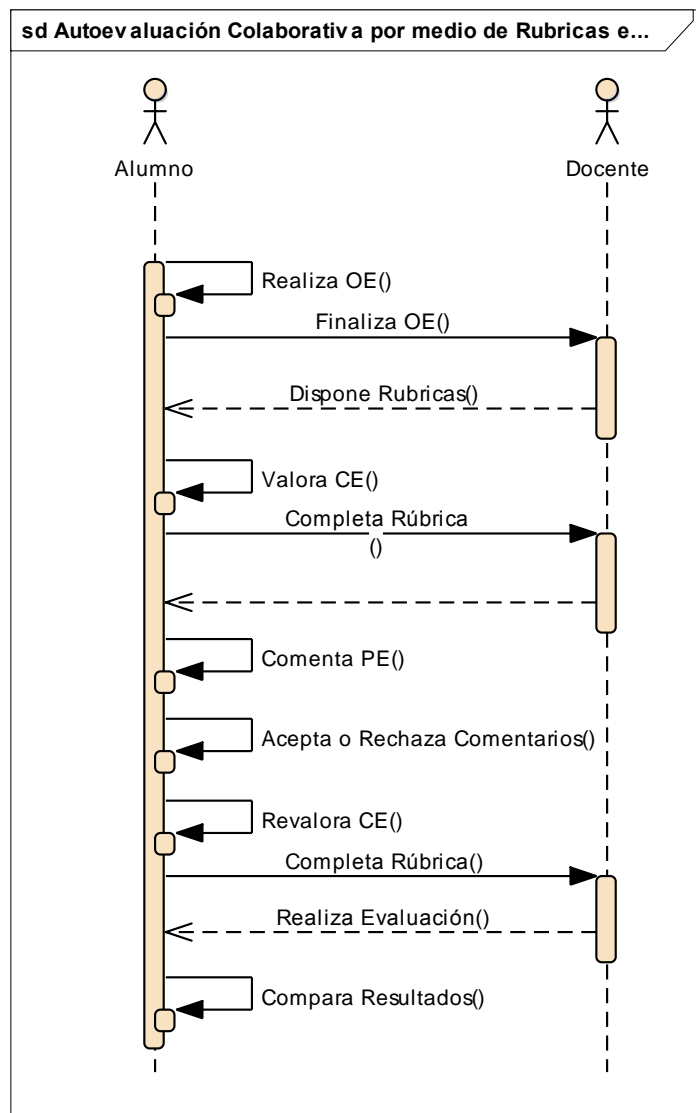 sd Autoevaluación Colaborativa por medio de Rubricas e...
Alumno
Docente
Realiza OE()
Finaliza OE()
Dispone Rubricas()
Valora CE()
Completa Rúbrica
()
Comenta PE()
Acepta o Rechaza Comentarios()
Revalora CE()
Completa Rúbrica()
Realiza Evaluación()
Compara Resultados()